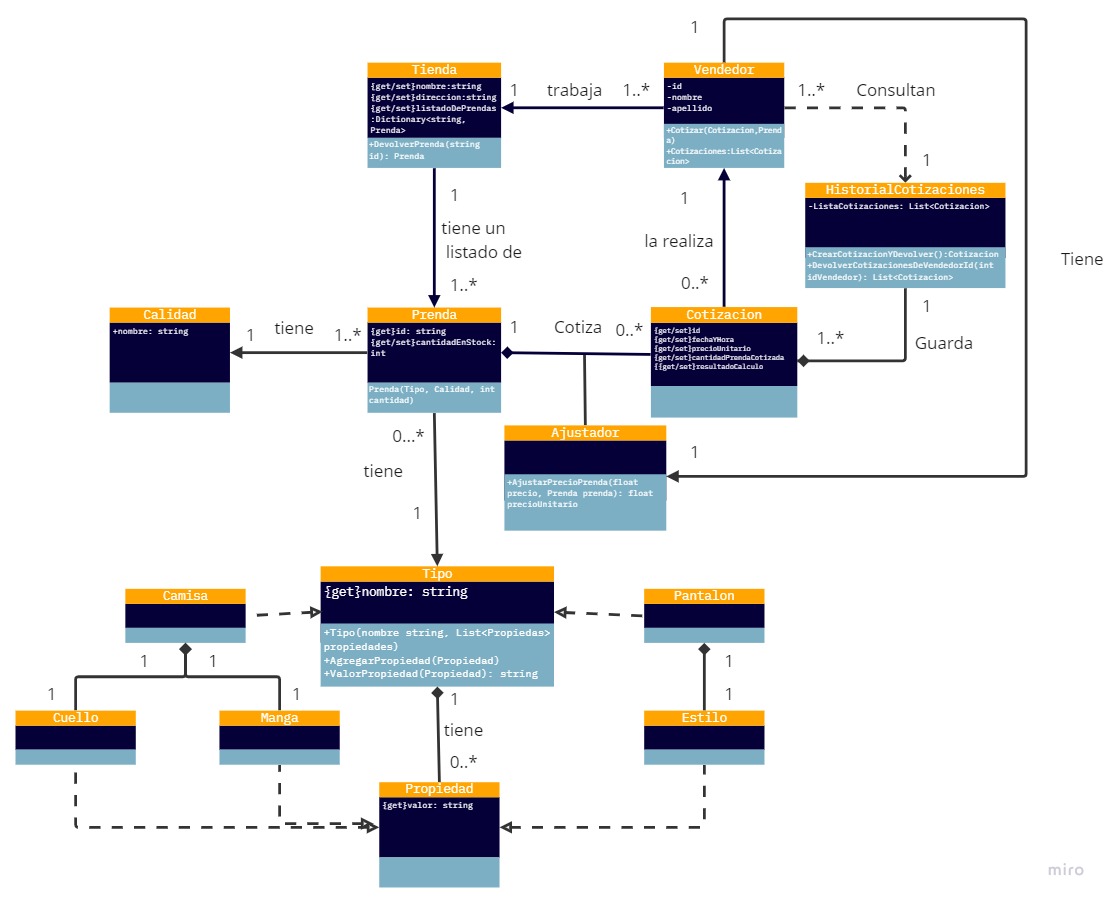 1
Tienda
{get/set}nombre:string
{get/set}direccion:string
{get/set}listadoDePrendas
:Dictionary<string,
Prenda>
+DevolverPrenda(string
id): Prenda
1
trabaja
1..*
Vendedor
-id
-nombre
-apellido
+Cotizar(Cotizacion,Prend
a)
+Cotizaciones:List<Cotiza
cion>
1..*
Consultan
1
HistorialCotizaciones
-ListaCotizaciones: List<Cotizacion>
+CrearCotizacionYDevolver():Cotizacion
+DevolverCotizacionesDeVendedorId(int
idVendedor): List<Cotizacion>
Tiene
1
tiene un
listado de
1..*
1
la realiza
0..*
1
Guarda
1..*
Calidad
+nombre: string
1
tiene
1..*
Prenda
{get}id: string
{get/set}cantidadEnStock:
int
Prenda(Tipo, Calidad, int
cantidad)
1
Cotiza
0..*
Cotizacion
{get/set}id
{get/set}fechaYHora
{get/set}precioUnitario
{get/set}cantidadPrendaCotizada
{{get/set}resultadoCalculo
0...*
tiene
1
Ajustador
+AjustarPrecioPrenda(float
precio, Prenda prenda): float
precioUnitario
1
Tipo
{get}nombre: string
+Tipo(nombre string, List<Propiedas>
propiedades)
+AgregarPropiedad(Propiedad)
+ValorPropiedad(Propiedad): string
Camisa
Pantalon
1
1
1
1
1
1
Cuello
Manga
Estilo
1
tiene
0..*
Propiedad
{get}valor: string
miro